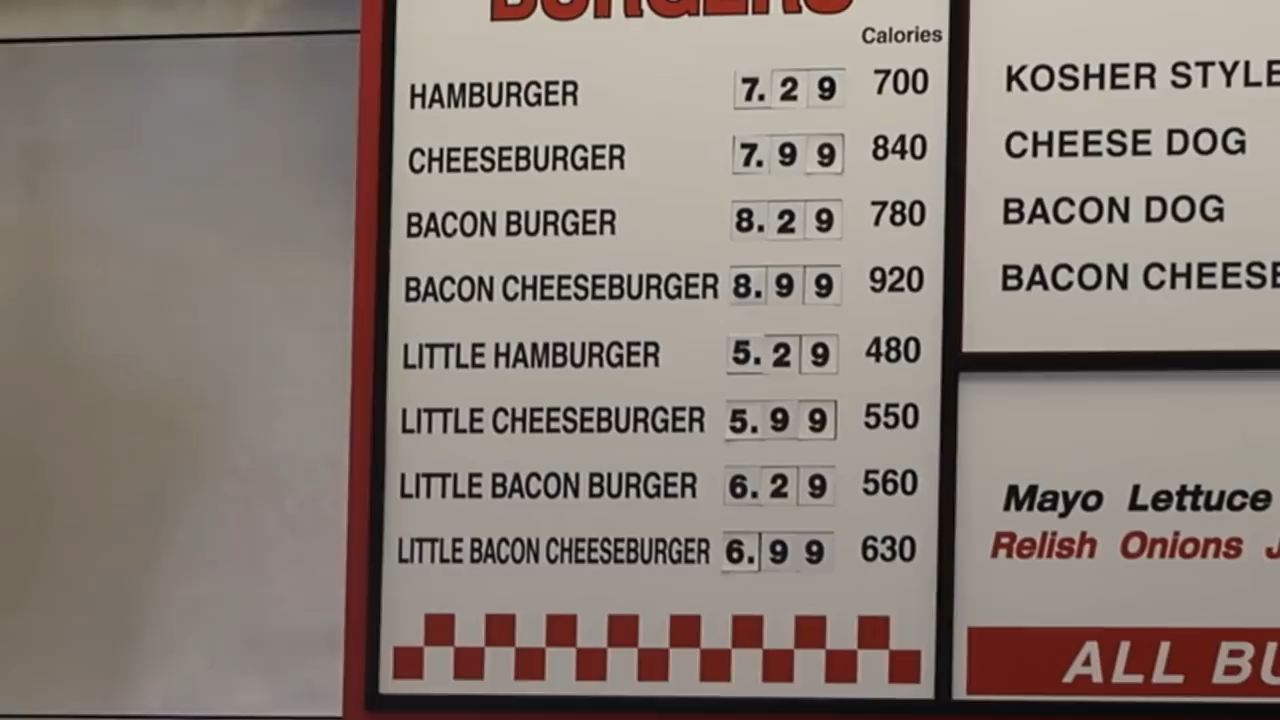 BURGERS
Calories
HAMBURGER 7.29 700
CHEESEBURGER 7.99 840
BACON BURGER 8.29 780
BACON CHEESEBURGER 8.99 920
LITTLE HAMBURGER 5.29 480
LITTLE CHEESEBURGER 5.99 550
LITTLE BACON BURGER 6.29 560
LITTLE BACON CHEESEBURGER 6.99 630
KOSHER STYLE
CHEESE DOG
BACON DOG
BACON CHEESE
Mayo Lettuce
Relish Onions J
ALL BU